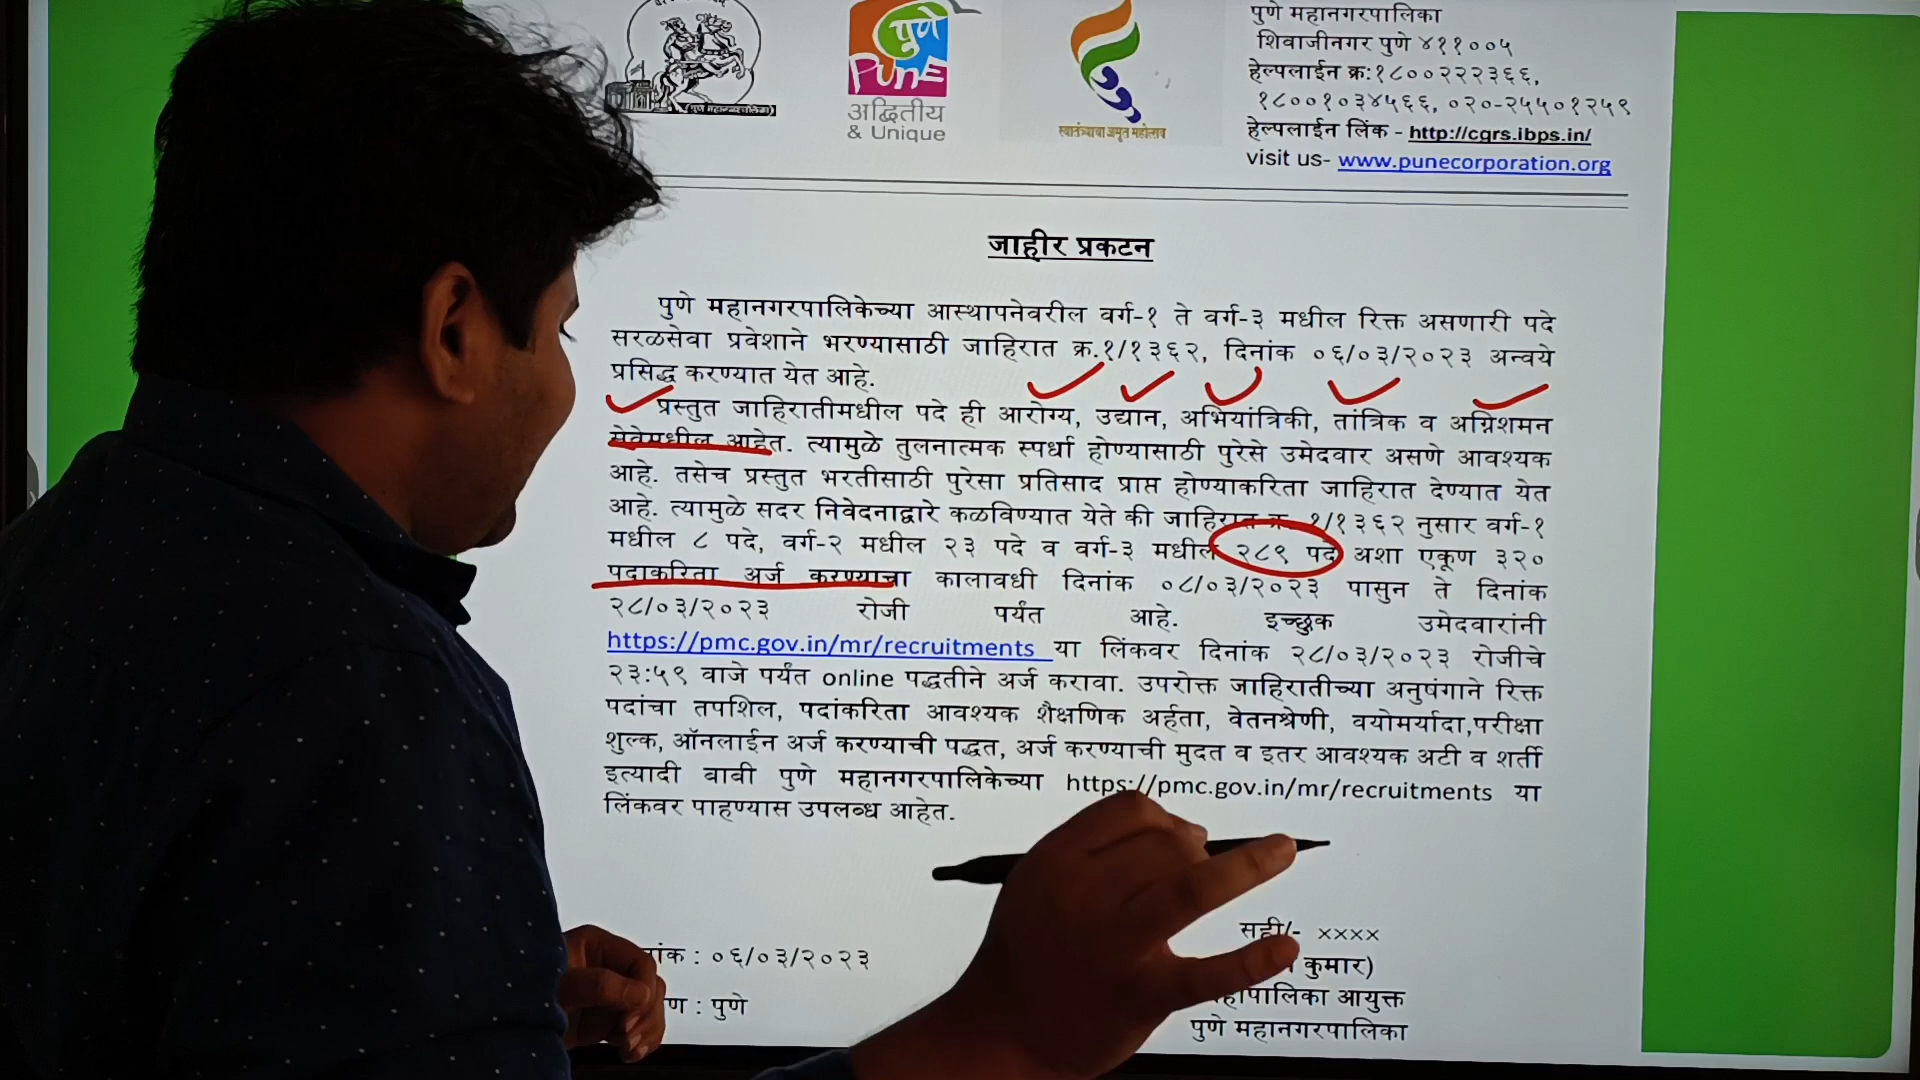 पुणे
PUNE
अद्वितीय
& Unique
स्वातंत्र्याचा अमृत महोत्सव
पुणे महानगरपालिका
शिवाजीनगर पुणे ४११००५
हेल्पलाईन क्र:१८००२२२३६६,
१८००१०३४५६६, ०२०-२५५०१२५९
हेल्पलाईन लिंक - http://cgrs.ibps.in/
visit us- www.punecorporation.org
जाहीर प्रकटन
पुणे महानगरपालिकेच्या आस्थापनेवरील वर्ग-१ ते वर्ग-३ मधील रिक्त असणारी पदे
सरळसेवा प्रवेशाने भरण्यासाठी जाहिरात क्र.१/१३६२, दिनांक ०६/०३/२०२३ अन्वये
प्रसिद्ध करण्यात येत आहे.
प्रस्तुत जाहिरातीमधील पदे ही आरोग्य, उद्यान, अभियांत्रिकी, तांत्रिक व अग्निशमन
सेवेमधील आहेत. त्यामुळे तुलनात्मक स्पर्धा होण्यासाठी पुरेसे उमेदवार असणे आवश्यक
आहे. तसेच प्रस्तुत भरतीसाठी पुरेसा प्रतिसाद प्राप्त होण्याकरिता जाहिरात देण्यात येत
आहे. त्यामुळे सदर निवेदनाद्वारे कळविण्यात येते की जाहिरात क्र. १/१३६२ नुसार वर्ग-१
मधील ८ पदे, वर्ग-२ मधील २३ पदे व वर्ग-३ मधील २८९ पदे अशा एकूण ३२०
पदाकरिता अर्ज करण्याचा कालावधी दिनांक ०८/०३/२०२३ पासुन ते दिनांक
२८/०३/२०२३ रोजी पर्यंत आहे. इच्छुक उमेदवारांनी
https://pmc.gov.in/mr/recruitments या लिंकवर दिनांक २८/०३/२०२३ रोजीचे
२३:५९ वाजे पर्यंत online पद्धतीने अर्ज करावा. उपरोक्त जाहिरातीच्या अनुषंगाने रिक्त
पदांचा तपशिल, पदांकरिता आवश्यक शैक्षणिक अर्हता, वेतनश्रेणी, वयोमर्यादा,परीक्षा
शुल्क, ऑनलाईन अर्ज करण्याची पद्धत, अर्ज करण्याची मुदत व इतर आवश्यक अटी व शर्ती
इत्यादी बाबी पुणे महानगरपालिकेच्या https://pmc.gov.in/mr/recruitments या
लिंकवर पाहण्यास उपलब्ध आहेत.
सही/- xxxx
: ०६/०३/२०२३
कुमार)
आयुक्त
: पुणे
पुणे महानगरपालिका